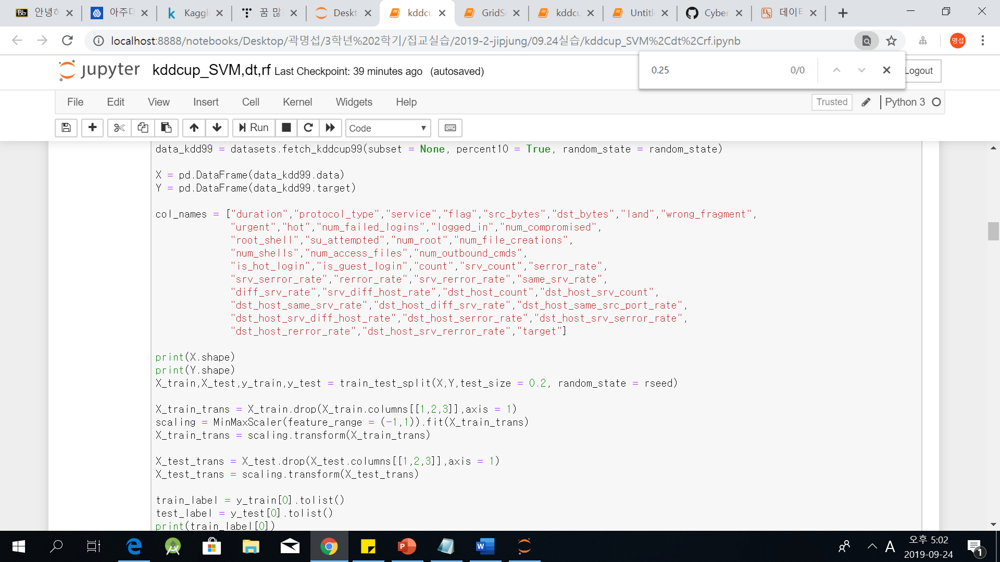 Bb 안녕ㅎ
아주ㄷ
k Kaggl
꿈 많
Deskt
kddcu
GridS
kddcu
Untitl
Cyber
DS 데이ㅌ
localhost:8888/notebooks/Desktop/곽명섭/3학년%202학기/집교실습/2019-2-jipjung/09.24실습/kddcup_SVM%2Cdt%2Crf.ipynb
명섭
0.25 0/0
jupyter kddcup_SVM,dt,rf Last Checkpoint: 39 minutes ago (autosaved)
Logout
File Edit View Insert Cell Kernel Widgets Help
Trusted Python 3
Run Code
data_kdd99 = datasets.fetch_kddcup99(subset = None, percent10 = True, random_state = random_state)
X = pd.DataFrame(data_kdd99.data)
Y = pd.DataFrame(data_kdd99.target)
col_names = ["duration","protocol_type","service","flag","src_bytes","dst_bytes","land","wrong_fragment",
"urgent","hot","num_failed_logins","logged_in","num_compromised",
"root_shell","su_attempted","num_root","num_file_creations",
"num_shells","num_access_files","num_outbound_cmds",
"is_hot_login","is_guest_login","count","srv_count","serror_rate",
"srv_serror_rate","rerror_rate","srv_rerror_rate","same_srv_rate",
"diff_srv_rate","srv_diff_host_rate","dst_host_count","dst_host_srv_count",
"dst_host_same_srv_rate","dst_host_diff_srv_rate","dst_host_same_src_port_rate",
"dst_host_srv_diff_host_rate","dst_host_serror_rate","dst_host_srv_serror_rate",
"dst_host_rerror_rate","dst_host_srv_rerror_rate","target"]
print(X.shape)
print(Y.shape)
X_train,X_test,y_train,y_test = train_test_split(X,Y,test_size = 0.2, random_state = rseed)
X_train_trans = X_train.drop(X_train.columns[[1,2,3]],axis = 1)
scaling = MinMaxScaler(feature_range = (-1,1)).fit(X_train_trans)
X_train_trans = scaling.transform(X_train_trans)
X_test_trans = X_test.drop(X_test.columns[[1,2,3]],axis = 1)
X_test_trans = scaling.transform(X_test_trans)
train_label = y_train[0].tolist()
test_label = y_test[0].tolist()
print(train_label[0])
A
오후 5:02
2019-09-24
1